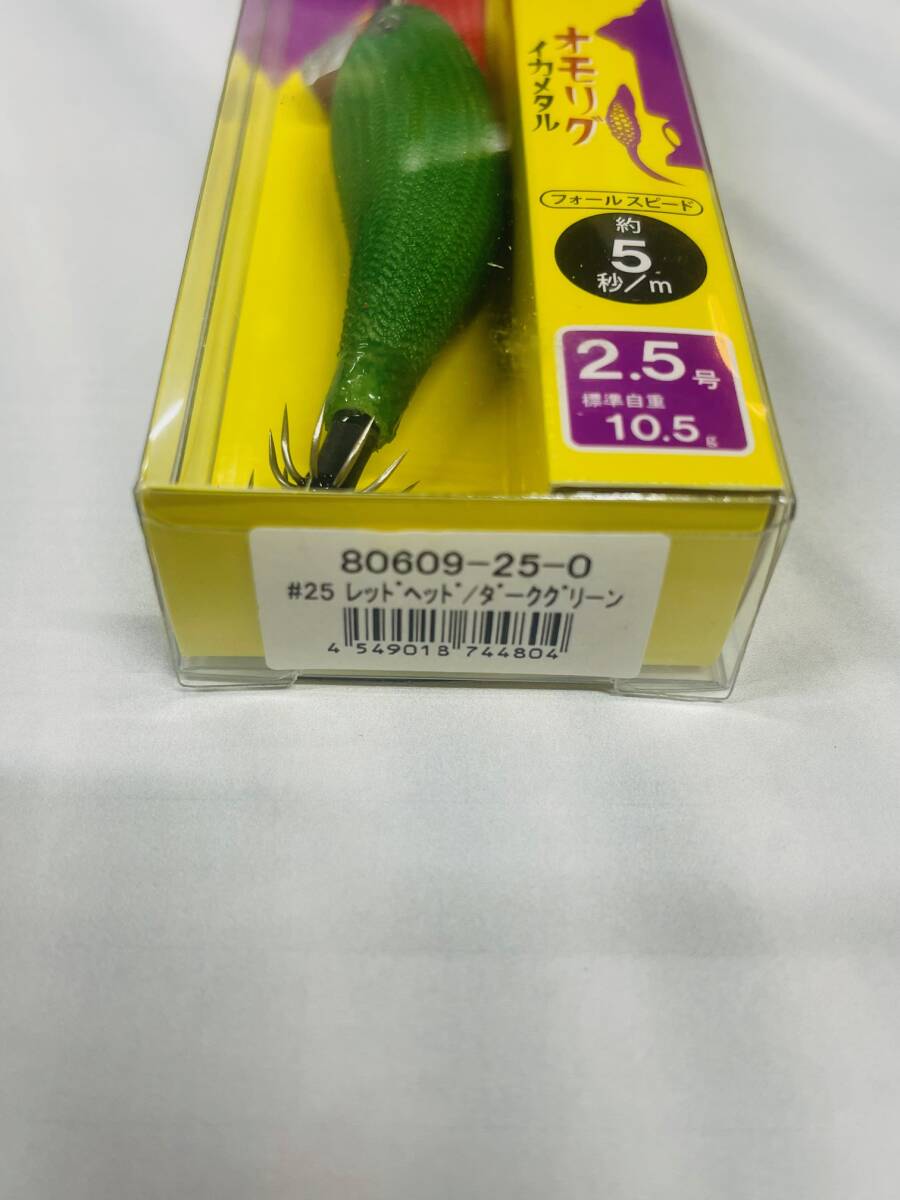 オモリグ
イカメタル
フォールスピード
約
5
秒/m
2.5号
標準自重
10.5g
80609-25-0
#25 ﾚｯﾄﾞﾍｯﾄﾞ/ﾀﾞｰｸｸﾞﾘｰﾝ
4 549018 744804